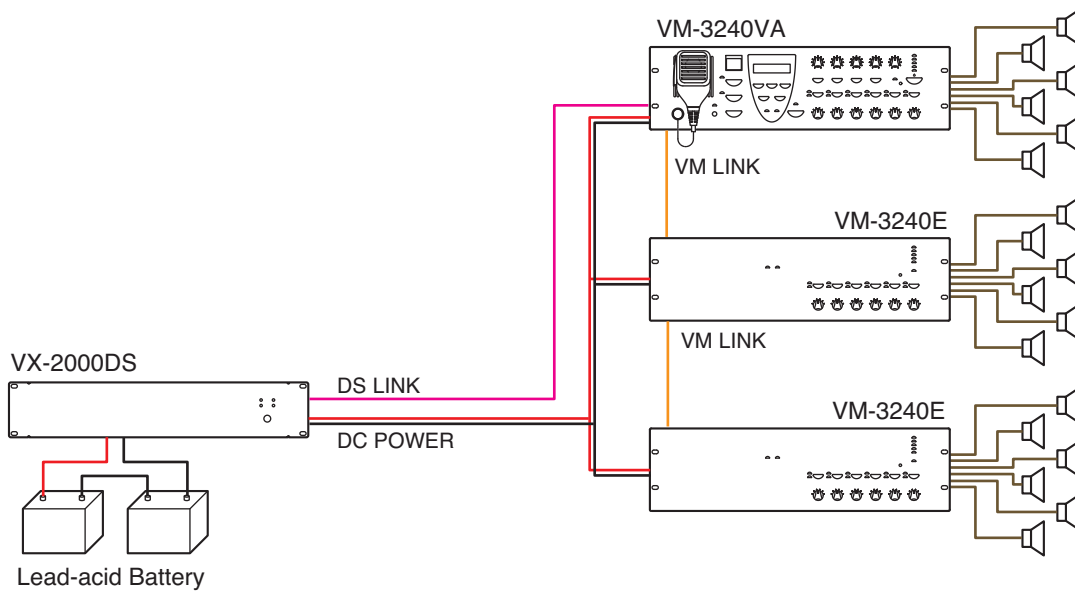 VM-3240VA
VM LINK
VM-3240E
VM LINK
VX-2000DS
DS LINK
VM-3240E
DC POWER
Lead-acid Battery